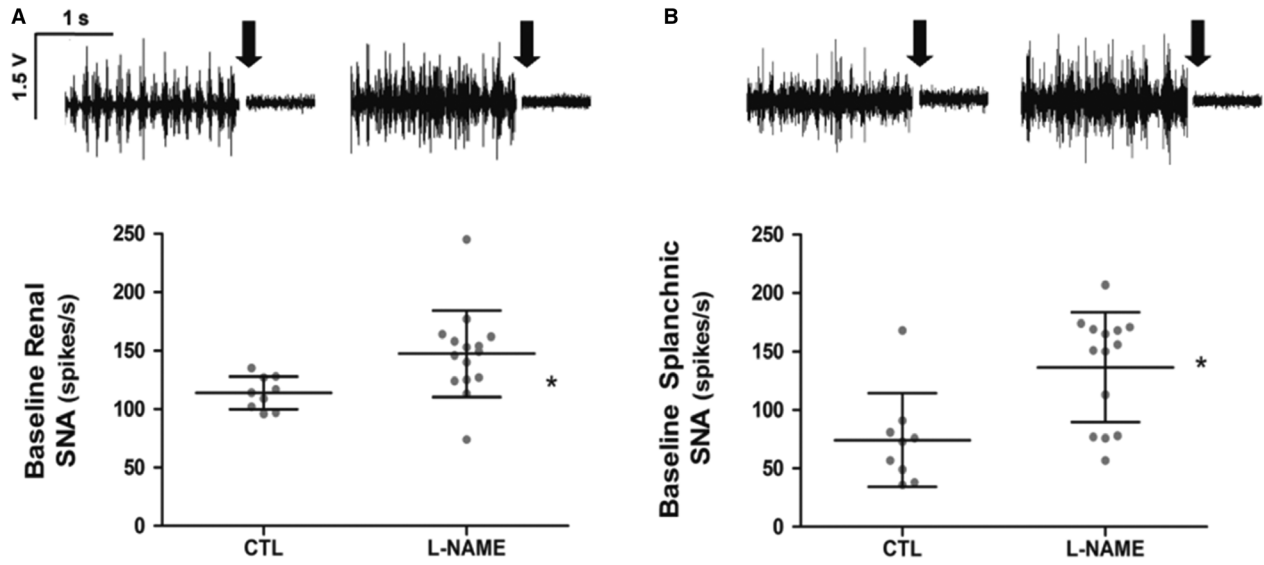 A
1 s
1.5 V
Baseline Renal
SNA (spikes/s)
250
200
150
100
50
0
*
CTL
L-NAME
B
Baseline Splanchnic
SNA (spikes/s)
250
200
150
100
50
0
*
CTL
L-NAME